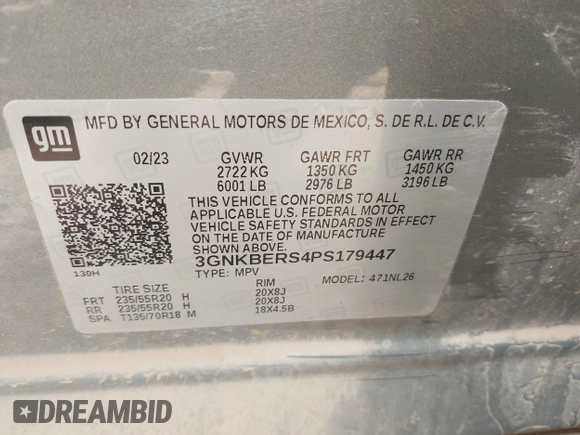 gm
MFD BY GENERAL MOTORS DE MEXICO, S. DE R.L. DE C.V.
02/23 GVWR GAWR FRT GAWR RR
2722 KG 1350 KG 1450 KG
6001 LB 2976 LB 3196 LB
THIS VEHICLE CONFORMS TO ALL
APPLICABLE U.S. FEDERAL MOTOR
VEHICLE SAFETY STANDARDS IN EFFECT
ON THE DATE OF MANUFACTURE
SHOWN ABOVE.
3GNKBERS4PS179447
130H
TYPE: MPV MODEL: 471NL26
TIRE SIZE RIM
FRT 235/55R20 H 20X8J
RR 235/55R20 H 20X8J
SPA T135/70R18 M 18X4.5B
DREAMBID